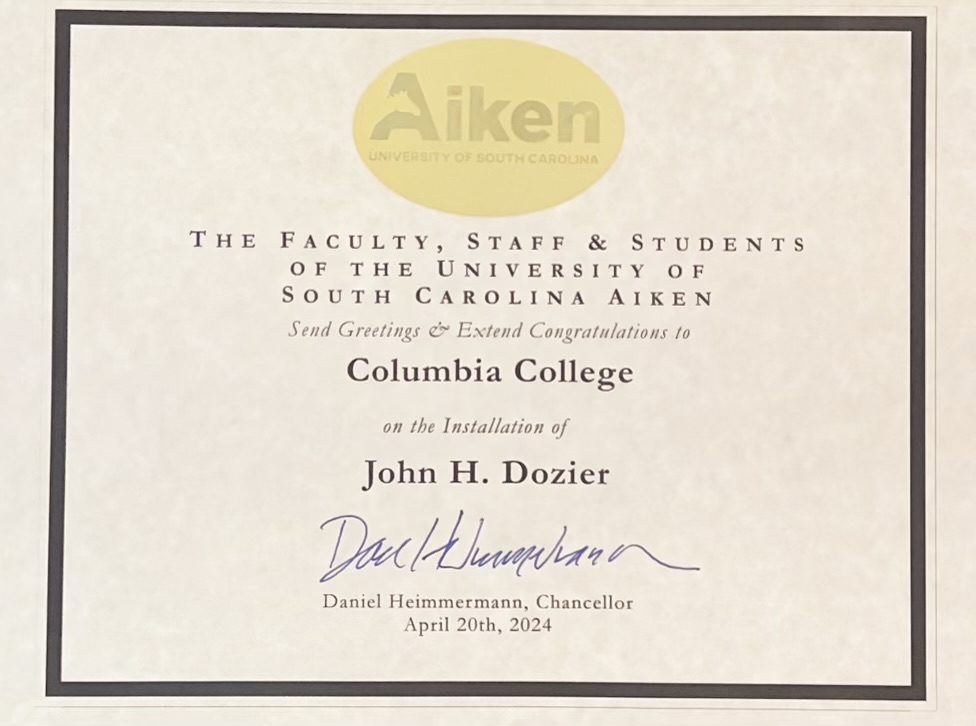 Aiken
UNIVERSITY OF SOUTH CAROLINA
THE FACULTY, STAFF & STUDENTS
OF THE UNIVERSITY OF
SOUTH CAROLINA AIKEN
Send Greetings & Extend Congratulations to
Columbia College
on the Installation of
John H. Dozier
Daniel Heimmermann, Chancellor
April 20th, 2024